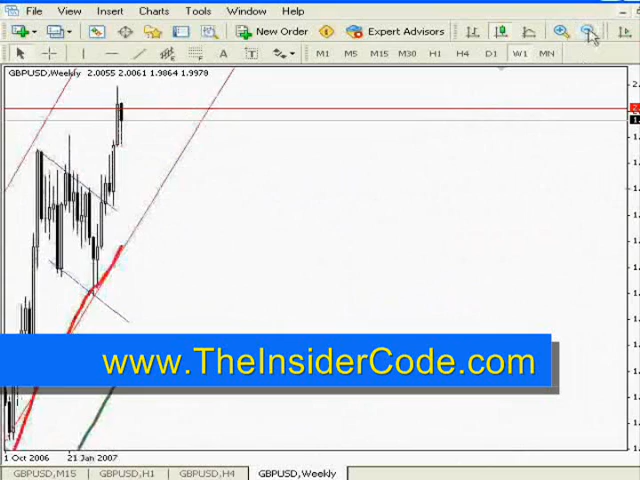 File View Insert Charts Tools Window Help
New Order Expert Advisors
A T M1 M5 M15 M30 H1 H4 D1 W1 MN
GBPUSD,Weekly 2.0055 2.0061 1.9864 1.9978
www.TheInsiderCode.com
1 Oct 2006 21 Jan 2007
GBPUSD,M15 GBPUSD,H1 GBPUSD,H4 GBPUSD,Weekly